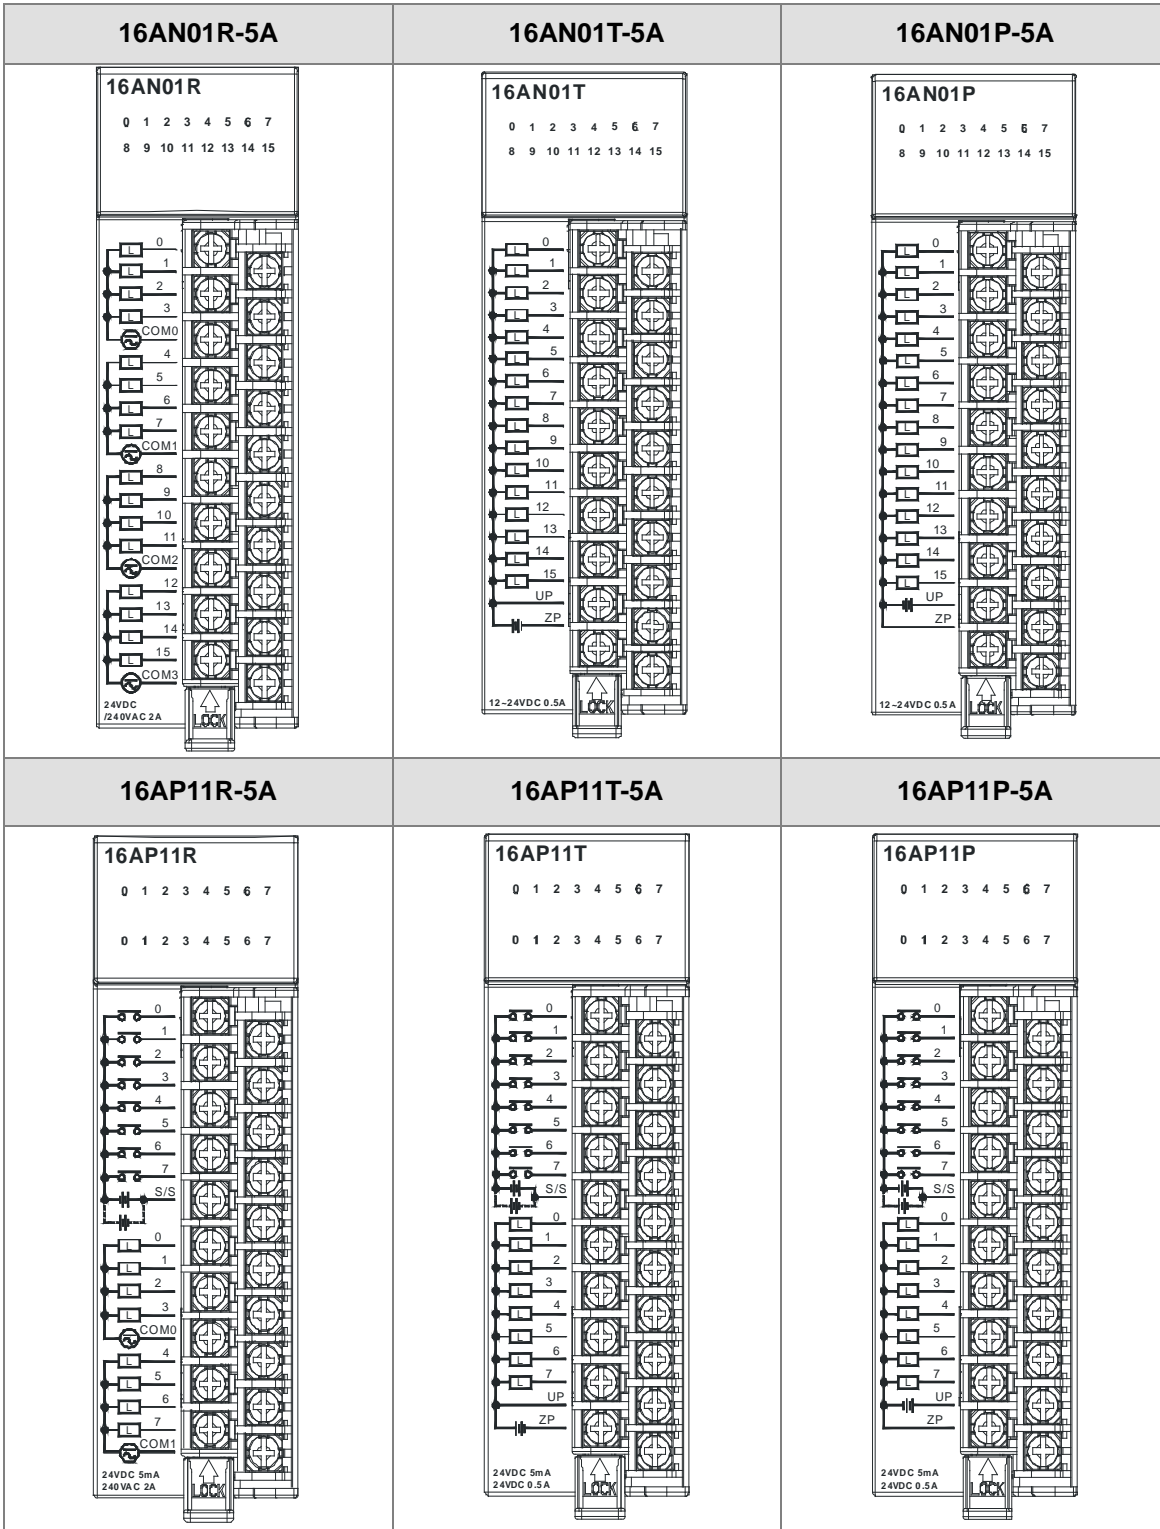 16AN01R-5A
16AN01T-5A
16AN01P-5A
16AN01R
0 1 2 3 4 5 6 7
8 9 10 11 12 13 14 15
0
1
2
3
COM0
4
5
6
7
COM1
8
9
10
11
COM2
12
13
14
15
COM3
24VDC
/240VAC 2A
LOCK
16AN01T
0 1 2 3 4 5 6 7
8 9 10 11 12 13 14 15
0
1
2
3
4
5
6
7
8
9
10
11
12
13
14
15
UP
ZP
12~24VDC 0.5A
LOCK
16AN01P
0 1 2 3 4 5 6 7
8 9 10 11 12 13 14 15
0
1
2
3
4
5
6
7
8
9
10
11
12
13
14
15
UP
ZP
12~24VDC 0.5A
LOCK
16AP11R-5A
16AP11T-5A
16AP11P-5A
16AP11R
0 1 2 3 4 5 6 7
0 1 2 3 4 5 6 7
0
1
2
3
4
5
6
7
S/S
L 0
L 1
L 2
L 3
COM0
L 4
L 5
L 6
L 7
COM1
24VDC 5mA
240VAC 2A
LOCK
16AP11T
0 1 2 3 4 5 6 7
0 1 2 3 4 5 6 7
0
1
2
3
4
5
6
7
S/S
L 0
L 1
L 2
L 3
L 4
L 5
L 6
L 7
UP
ZP
24VDC 5mA
24VDC 0.5A
LOCK
16AP11P
0 1 2 3 4 5 6 7
0 1 2 3 4 5 6 7
0
1
2
3
4
5
6
7
S/S
L 0
L 1
L 2
L 3
L 4
L 5
L 6
L 7
UP
ZP
24VDC 5mA
24VDC 0.5A
LOCK